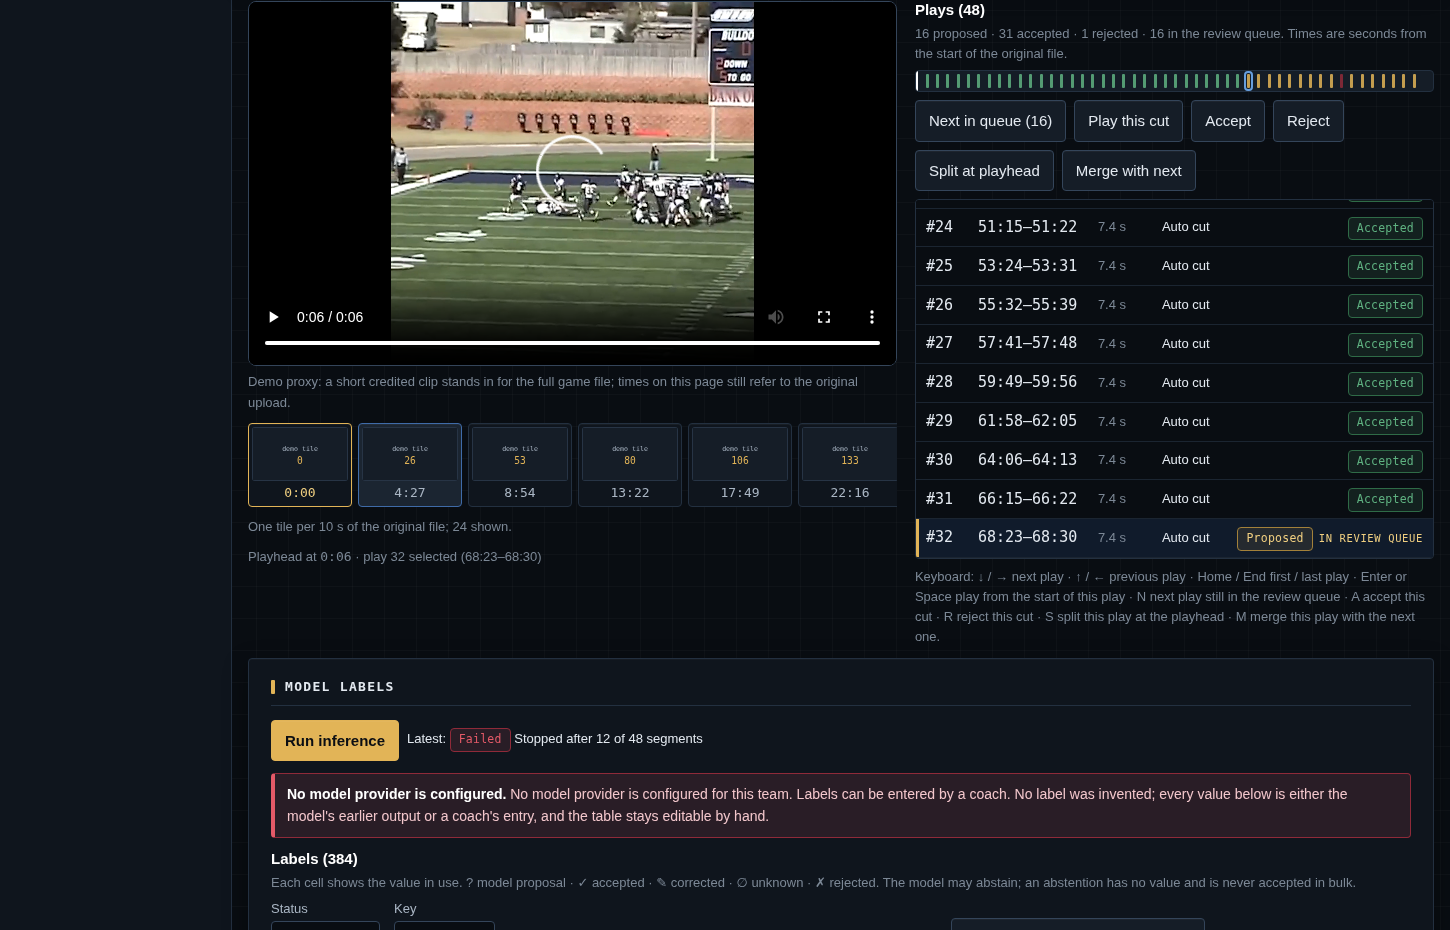 BULLDO
DOWN
TO GO
BANK O
0:06 / 0:06
Demo proxy: a short credited clip stands in for the full game file; times on this page still refer to the original
upload.
demo tile
0
0:00
demo tile
26
4:27
demo tile
53
8:54
demo tile
80
13:22
demo tile
106
17:49
demo tile
133
22:16
One tile per 10 s of the original file; 24 shown.
Playhead at 0:06 · play 32 selected (68:23–68:30)
Plays (48)
16 proposed · 31 accepted · 1 rejected · 16 in the review queue. Times are seconds from
the start of the original file.
Next in queue (16) Play this cut Accept Reject
Split at playhead Merge with next
#24 51:15–51:22 7.4 s Auto cut Accepted
#25 53:24–53:31 7.4 s Auto cut Accepted
#26 55:32–55:39 7.4 s Auto cut Accepted
#27 57:41–57:48 7.4 s Auto cut Accepted
#28 59:49–59:56 7.4 s Auto cut Accepted
#29 61:58–62:05 7.4 s Auto cut Accepted
#30 64:06–64:13 7.4 s Auto cut Accepted
#31 66:15–66:22 7.4 s Auto cut Accepted
#32 68:23–68:30 7.4 s Auto cut Proposed IN REVIEW QUEUE
Keyboard: ↓ / → next play · ↑ / ← previous play · Home / End first / last play · Enter or
Space play from the start of this play · N next play still in the review queue · A accept this
cut · R reject this cut · S split this play at the playhead · M merge this play with the next
one.
MODEL LABELS
Run inference Latest: Failed Stopped after 12 of 48 segments
No model provider is configured. No model provider is configured for this team. Labels can be entered by a coach. No label was invented; every value below is either the
model's earlier output or a coach's entry, and the table stays editable by hand.
Labels (384)
Each cell shows the value in use. ? model proposal · ✓ accepted · ✎ corrected · ∅ unknown · ✗ rejected. The model may abstain; an abstention has no value and is never accepted in bulk.
Status Key